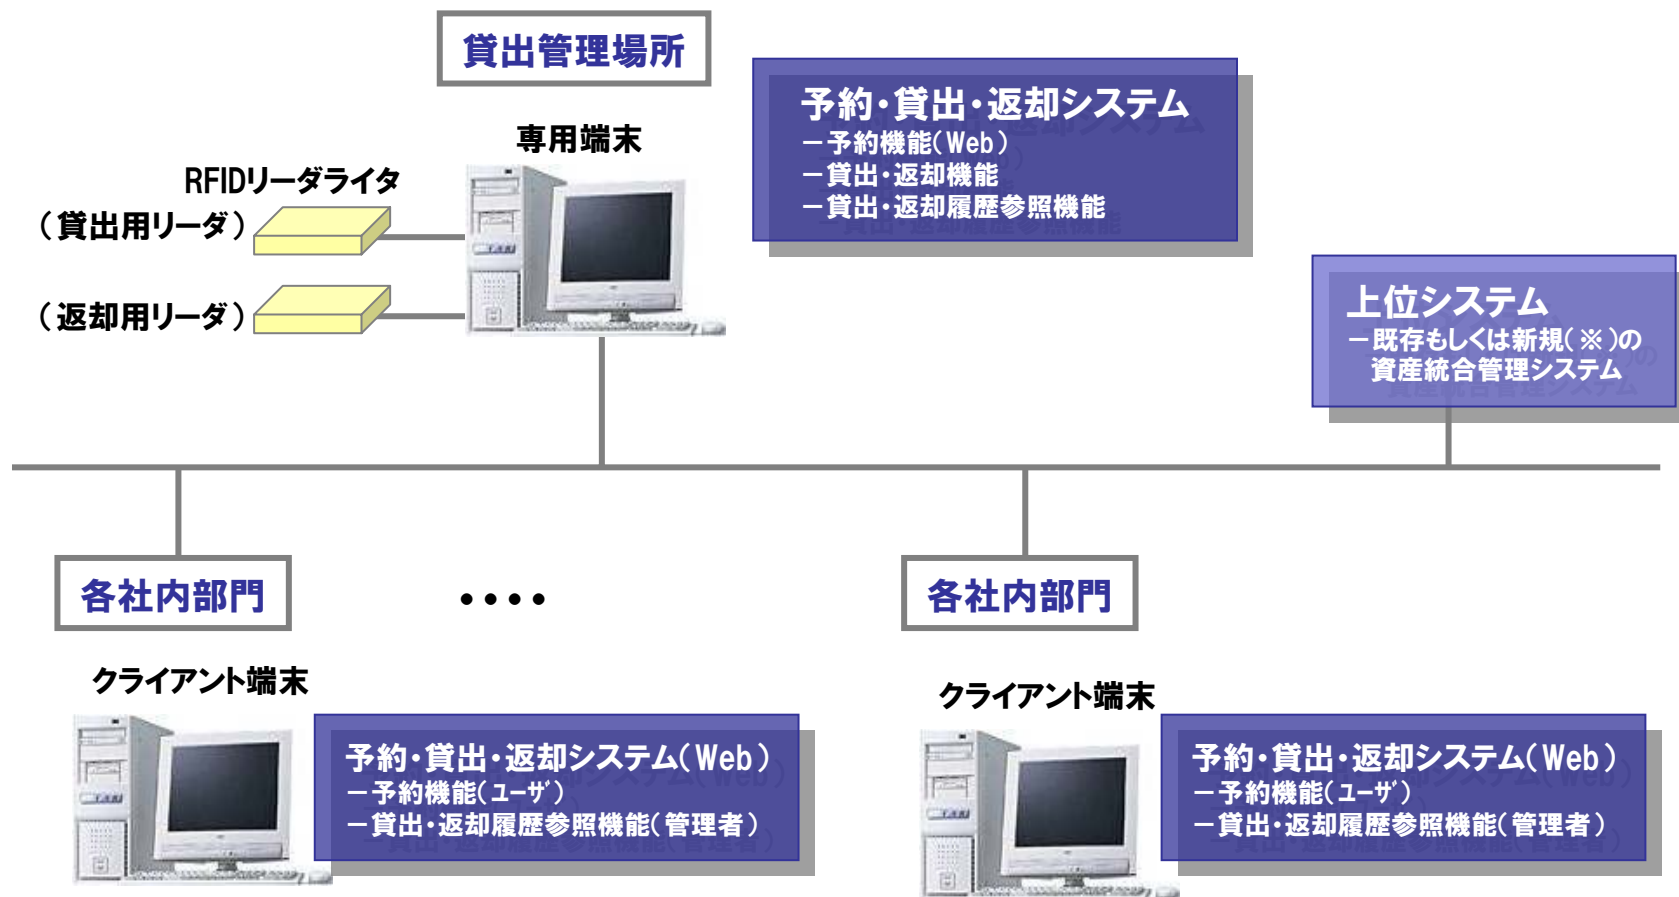 貸出管理場所
専用端末
RFIDリーダライタ
（貸出用リーダ）
（返却用リーダ）
予約・貸出・返却システム
－予約機能（Web）
－貸出・返却機能
－貸出・返却履歴参照機能
上位システム
－既存もしくは新規（※）の
資産統合管理システム
各社内部門
・・・・
各社内部門
クライアント端末
予約・貸出・返却システム（Web）
－予約機能（ユーザ）
－貸出・返却履歴参照機能（管理者）
クライアント端末
予約・貸出・返却システム（Web）
－予約機能（ユーザ）
－貸出・返却履歴参照機能（管理者）